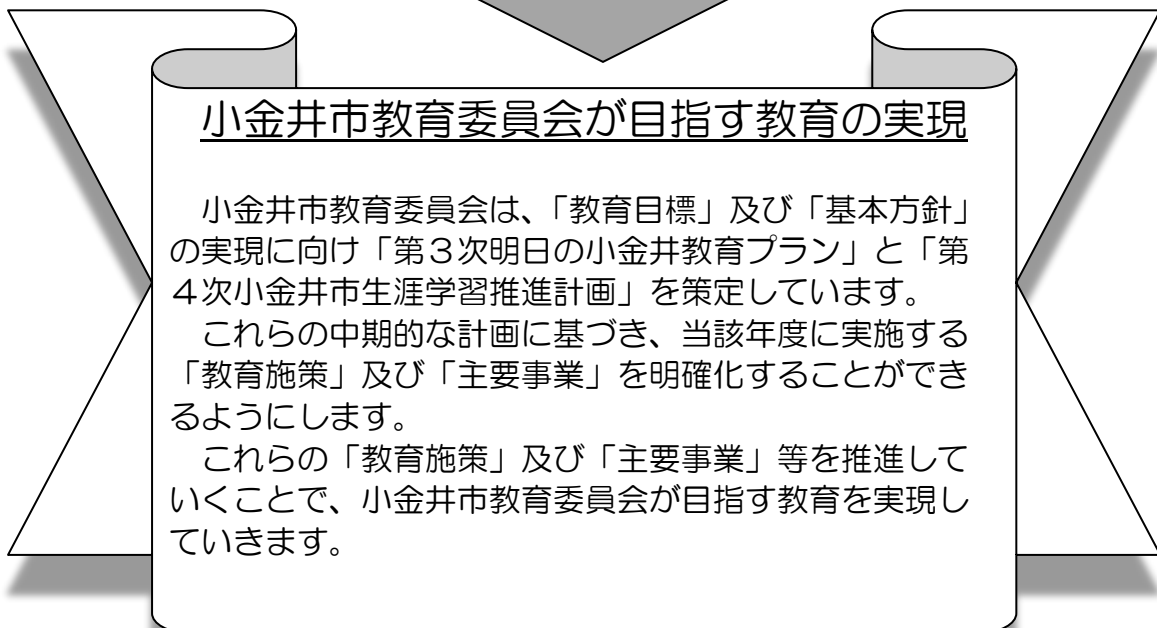 小金井市教育委員会が目指す教育の実現
　小金井市教育委員会は、「教育目標」及び「基本方針」
の実現に向け「第３次明日の小金井教育プラン」と「第
４次小金井市生涯学習推進計画」を策定しています。
　これらの中期的な計画に基づき、当該年度に実施する
「教育施策」及び「主要事業」を明確化することができ
るようにします。
　これらの「教育施策」及び「主要事業」等を推進して
いくことで、小金井市教育委員会が目指す教育を実現し
ていきます。